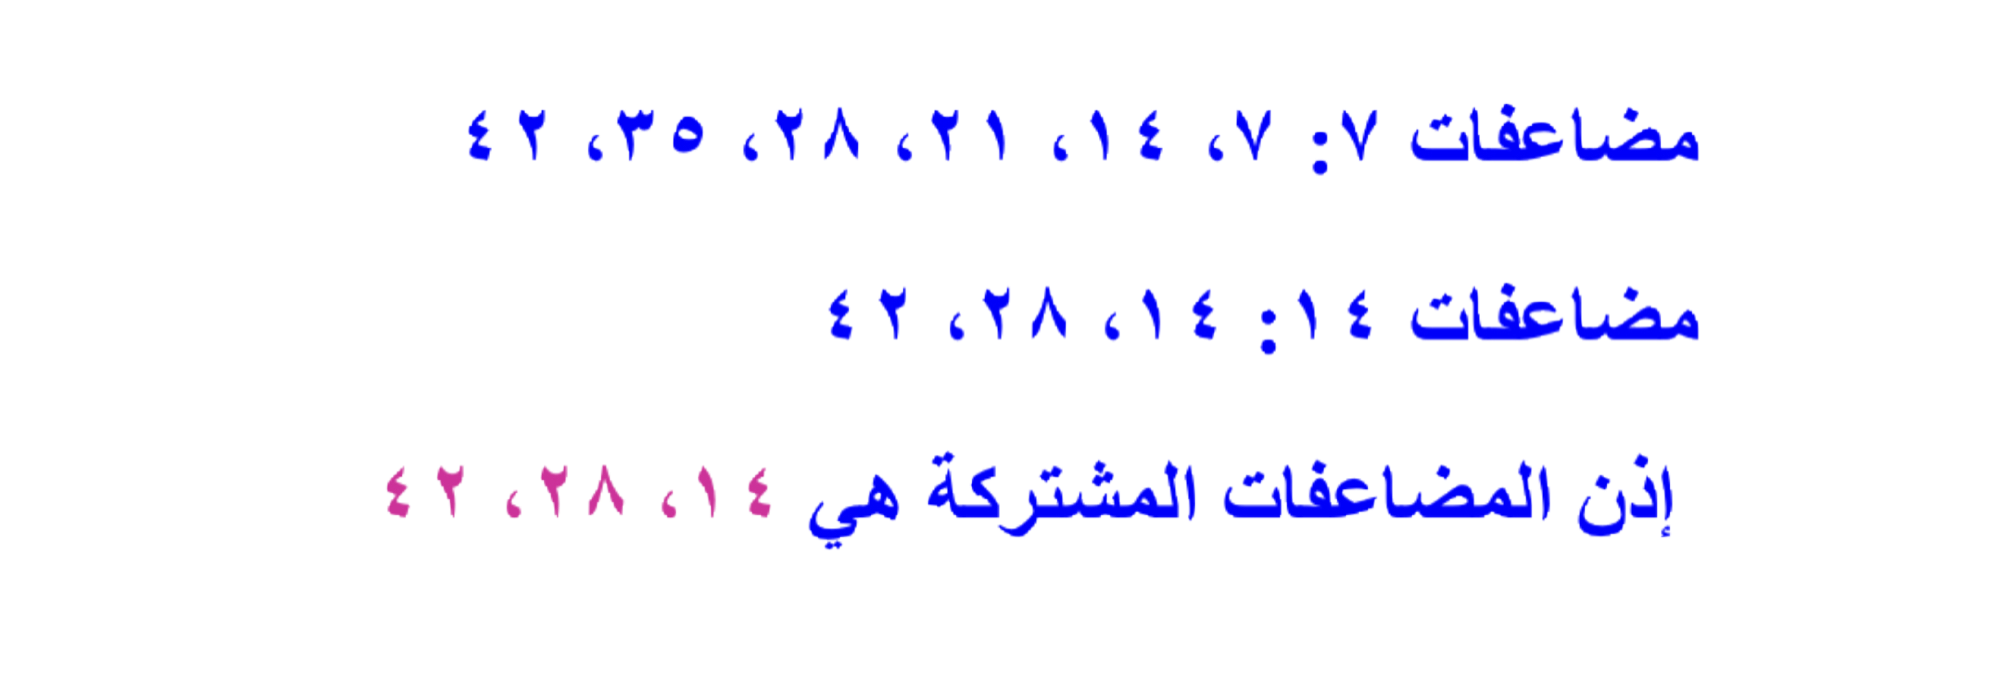 مضاعفات ٧: ٧، ١٤، ٢١، ٢٨، ٣٥، ٤٢
مضاعفات ١٤: ١٤، ٢٨، ٤٢
إذن المضاعفات المشتركة هي ١٤، ٢٨، ٤٢